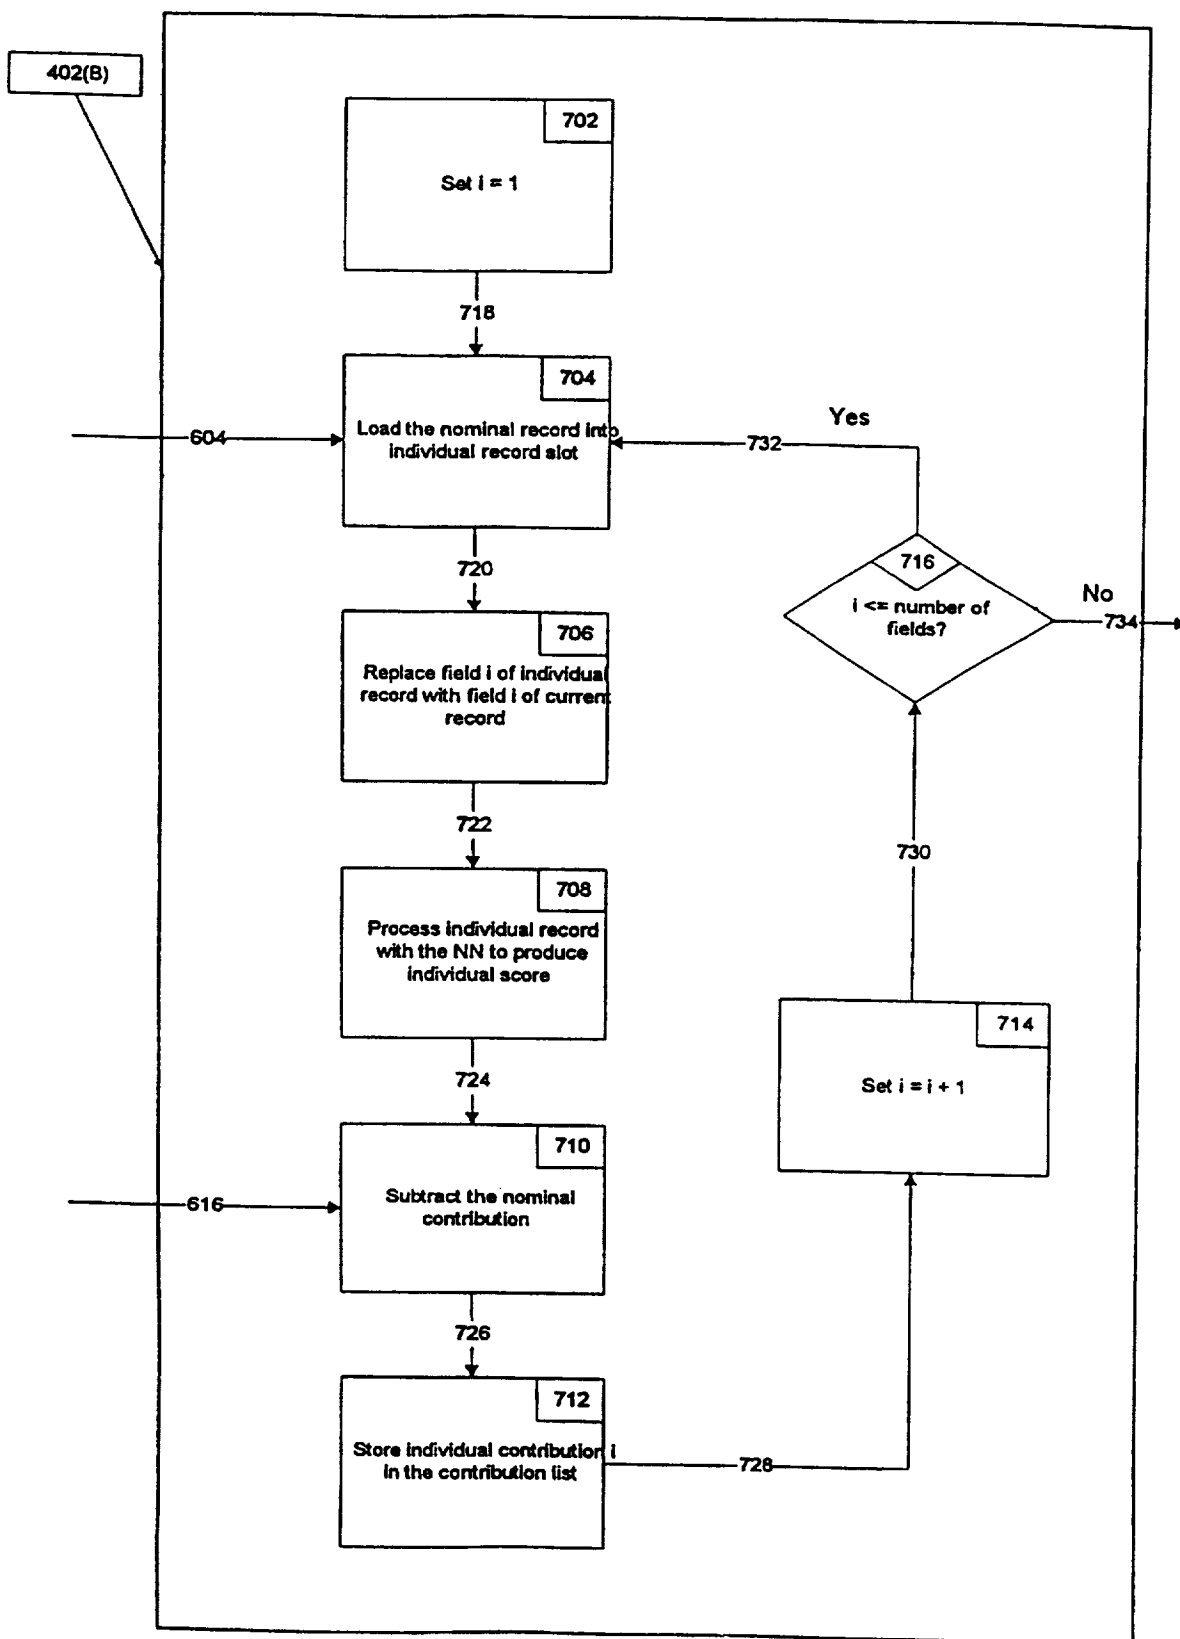 402(B)
702
Set i = 1
718
704
Load the nominal record into
individual record slot
604
732
Yes
720
716
i <= number of
fields?
No
734
706
Replace field i of individual
record with field i of current
record
722
730
708
Process individual record
with the NN to produce
individual score
724
714
Set i = i + 1
710
Subtract the nominal
contribution
616
726
712
Store individual contribution i
in the contribution list
728